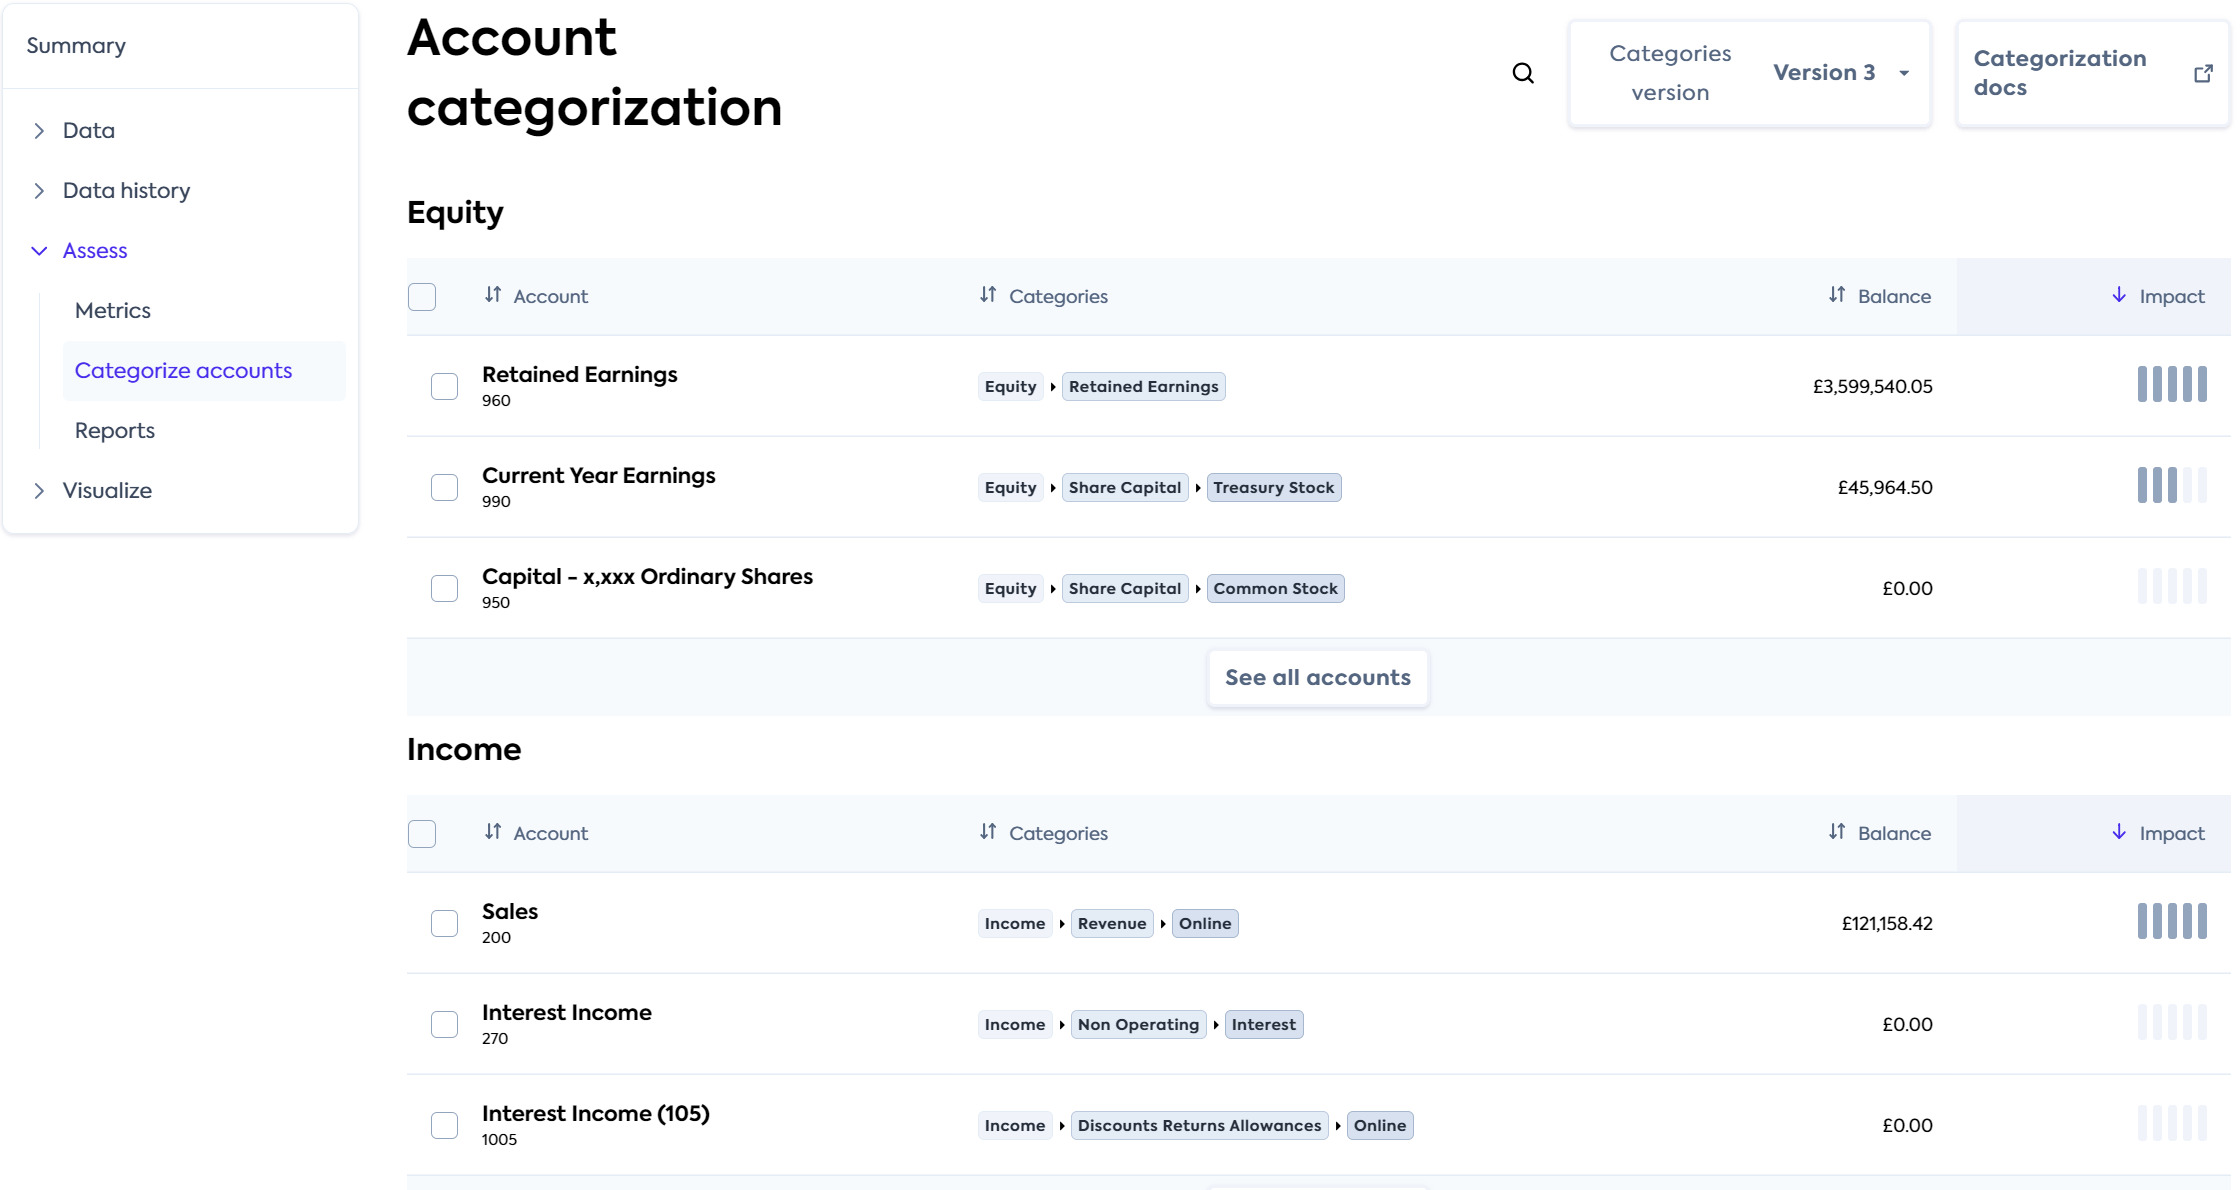 Summary
Data
Data history
Assess
Metrics
Categorize accounts
Reports
Visualize
Account
categorization
Categories
version
Version 3
Categorization
docs
Equity
Account Categories Balance Impact
Retained Earnings
960
Equity Retained Earnings £3,599,540.05
Current Year Earnings
990
Equity Share Capital Treasury Stock £45,964.50
Capital - x,xxx Ordinary Shares
950
Equity Share Capital Common Stock £0.00
See all accounts
Income
Account Categories Balance Impact
Sales
200
Income Revenue Online £121,158.42
Interest Income
270
Income Non Operating Interest £0.00
Interest Income (105)
1005
Income Discounts Returns Allowances Online £0.00